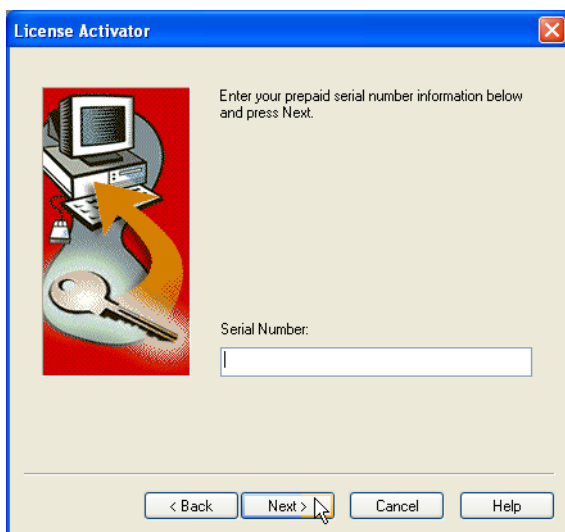 License Activator
Enter your prepaid serial number information below
and press Next.
Serial Number:
< Back
Next >
Cancel
Help